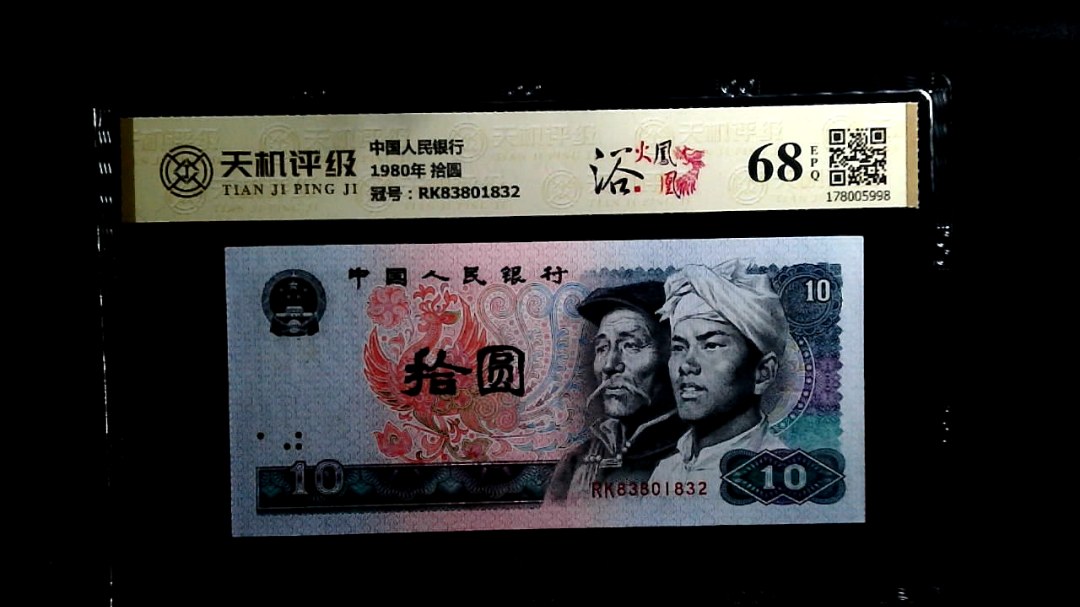 天机评级
TIAN JI PING JI
中国人民银行
1980年 拾圆
冠号：RK83801832
浴火凤凰
68
EPQ
178005998
中国人民银行
10
拾圆
10
RK83801832
10